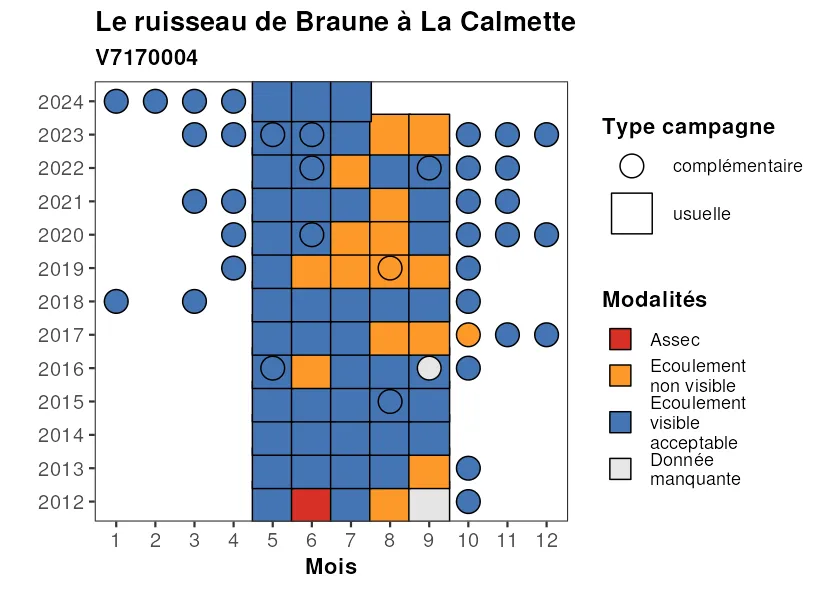 Le ruisseau de Braune à La Calmette
V7170004
2024
2023
2022
2021
2020
2019
2018
2017
2016
2015
2014
2013
2012
1 2 3 4 5 6 7 8 9 10 11 12
Mois
Type campagne
complémentaire
usuelle
Modalités
Assec
Ecoulement
non visible
Ecoulement
visible
acceptable
Donnée
manquante